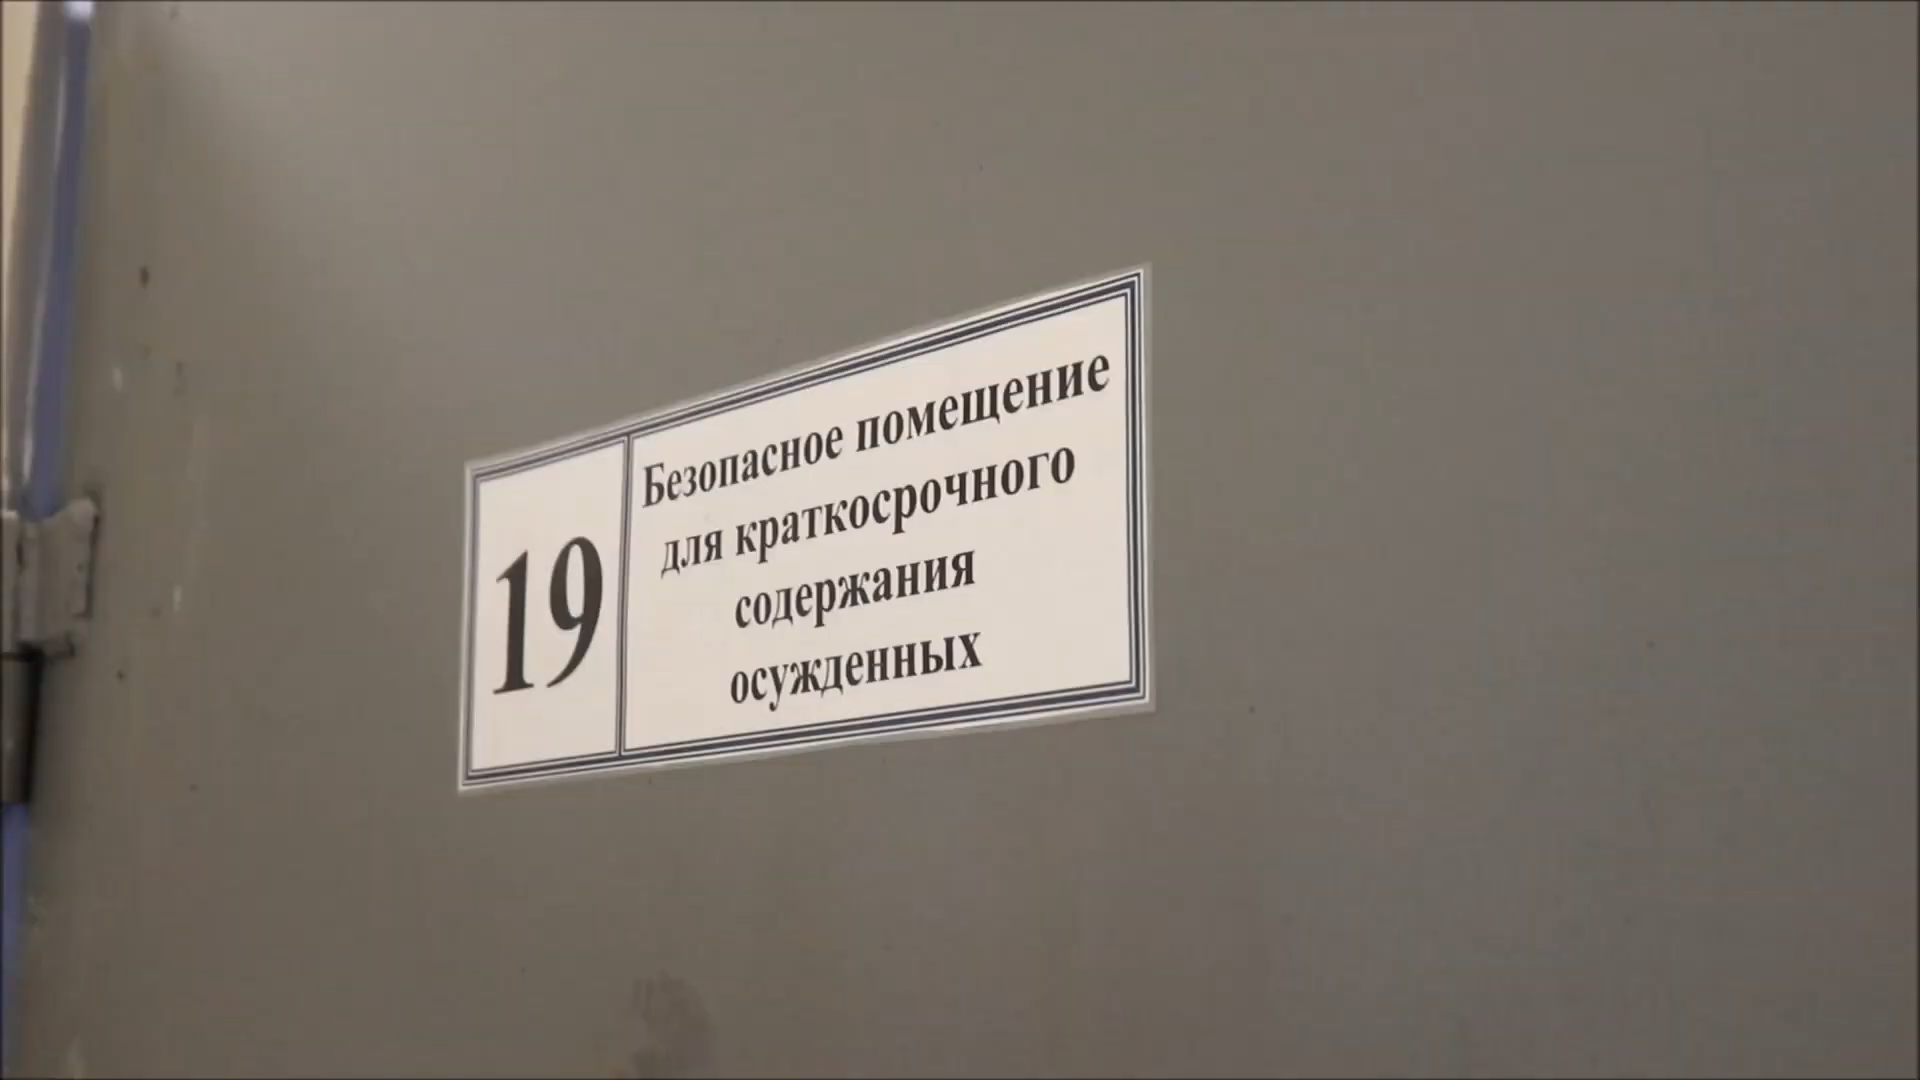 19
Безопасное помещение
для краткосрочного
содержания
осужденных